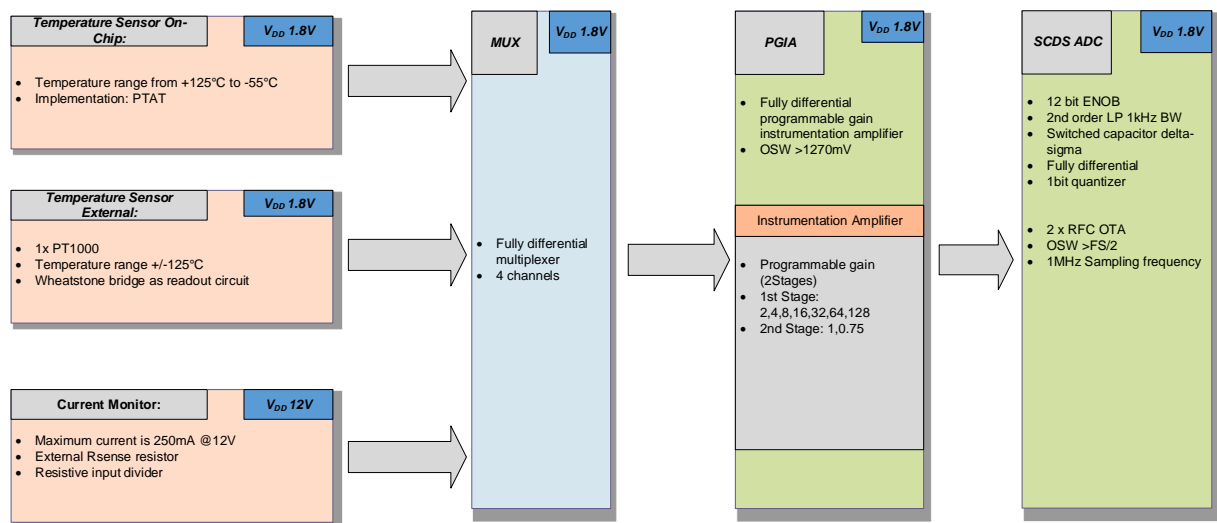 Temperature Sensor On-
Chip:
VDD 1.8V
• Temperature range from +125°C to -55°C
• Implementation: PTAT
Temperature Sensor
External:
VDD 1.8V
• 1x PT1000
• Temperature range +/-125°C
• Wheatstone bridge as readout circuit
Current Monitor:
VDD 12V
• Maximum current is 250mA @12V
• External Rsense resistor
• Resistive input divider
MUX
VDD 1.8V
• Fully differential
multiplexer
• 4 channels
PGIA
VDD 1.8V
• Fully differential
programmable gain
instrumentation amplifier
• OSW >1270mV
Instrumentation Amplifier
• Programmable gain
(2Stages)
• 1st Stage:
2,4,8,16,32,64,128
• 2nd Stage: 1,0.75
SCDS ADC
VDD 1.8V
• 12 bit ENOB
• 2nd order LP 1kHz BW
• Switched capacitor delta-
sigma
• Fully differential
• 1bit quantizer
• 2 x RFC OTA
• OSW >FS/2
• 1MHz Sampling frequency